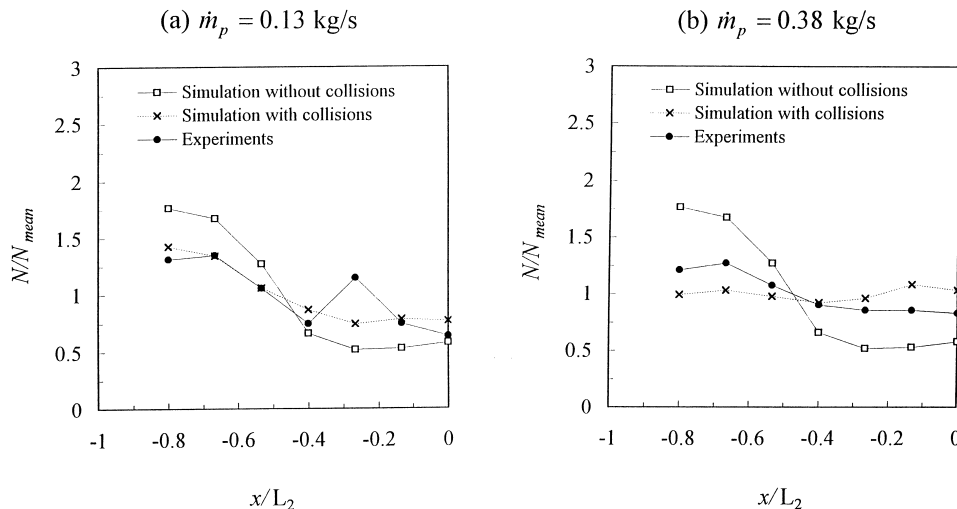 (a) ṁp = 0.13 kg/s
(b) ṁp = 0.38 kg/s
3
2.5
2
1.5
1
0.5
0
N/N mean
Simulation without collisions
Simulation with collisions
Experiments
-1 -0.8 -0.6 -0.4 -0.2 0
x/L2
3
2.5
2
1.5
1
0.5
0
N/N mean
Simulation without collisions
Simulation with collisions
Experiments
-1 -0.8 -0.6 -0.4 -0.2 0
x/L2